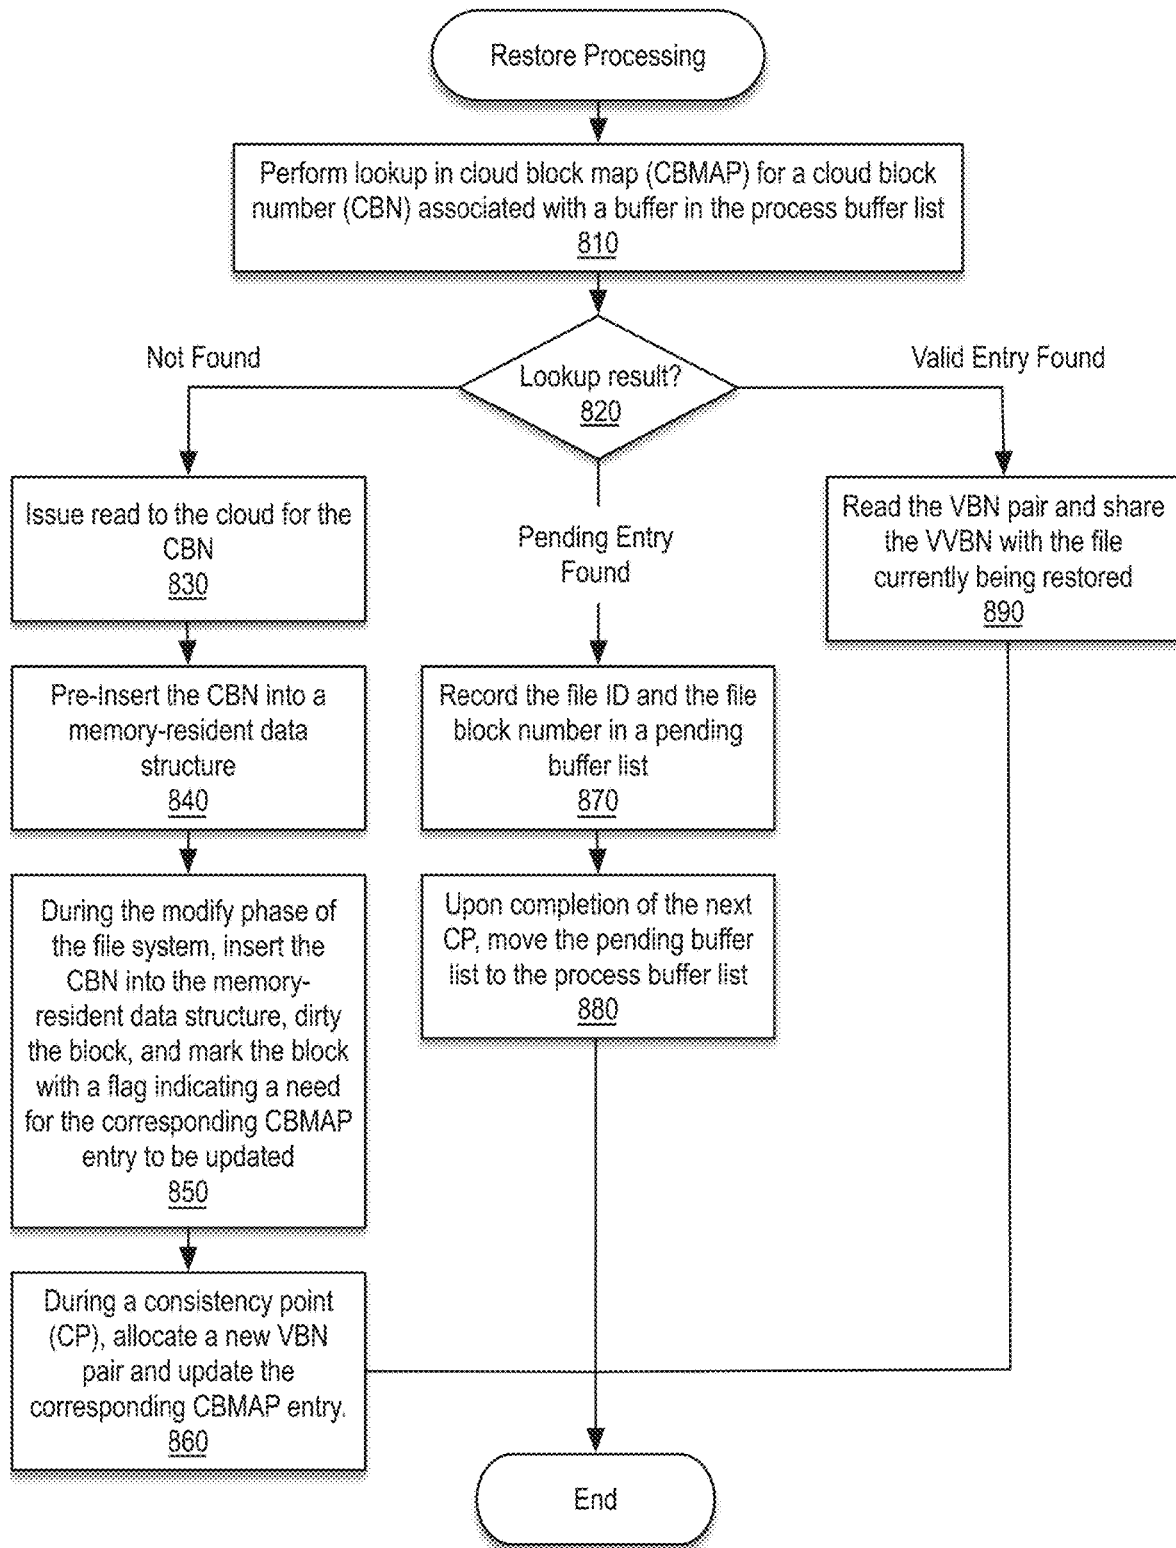 Restore Processing
Perform lookup in cloud block map (CBMAP) for a cloud block
number (CBN) associated with a buffer in the process buffer list
810
Lookup result?
820
Not Found
Issue read to the cloud for the
CBN
830
Pre-Insert the CBN into a
memory-resident data
structure
840
During the modify phase of
the file system, insert the
CBN into the memory-
resident data structure, dirty
the block, and mark the block
with a flag indicating a need
for the corresponding CBMAP
entry to be updated
850
During a consistency point
(CP), allocate a new VBN
pair and update the
corresponding CBMAP entry.
860
Pending Entry
Found
Record the file ID and the file
block number in a pending
buffer list
870
Upon completion of the next
CP, move the pending buffer
list to the process buffer list
880
Valid Entry Found
Read the VBN pair and share
the VVBN with the file
currently being restored
890
End